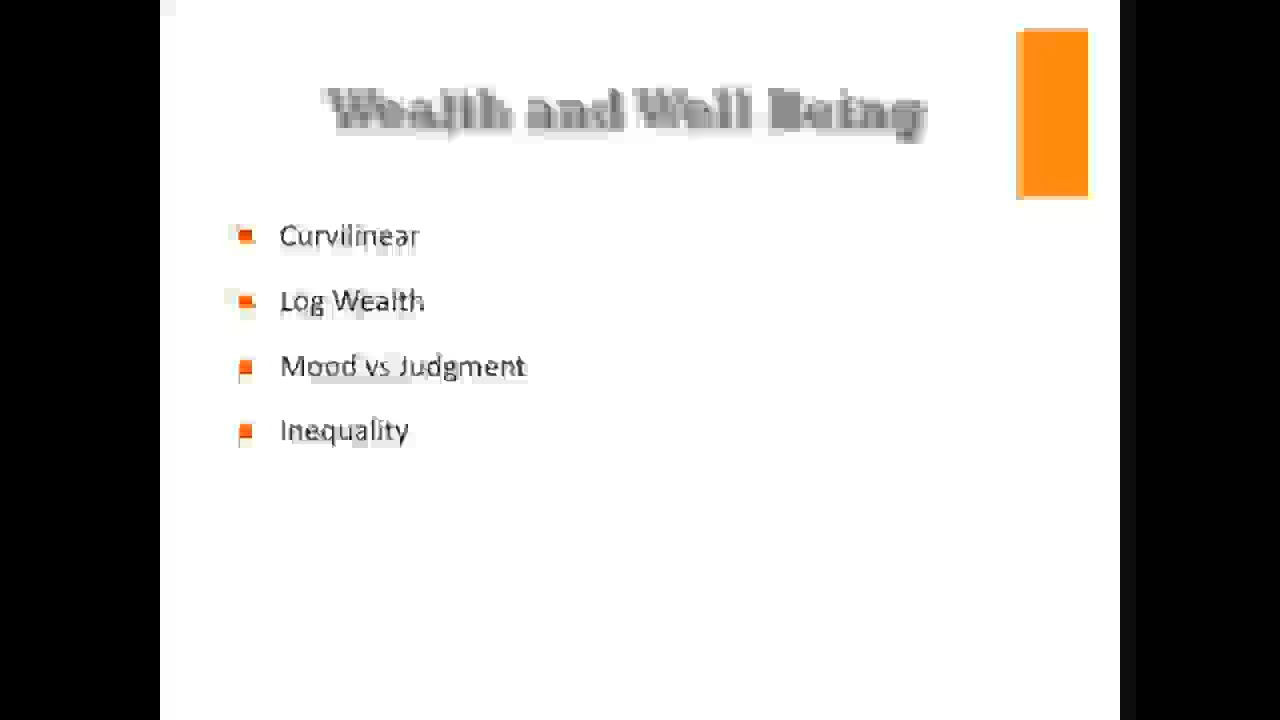 Wealth and Well Being
Curvilinear
Log Wealth
Mood vs Judgment
Inequality